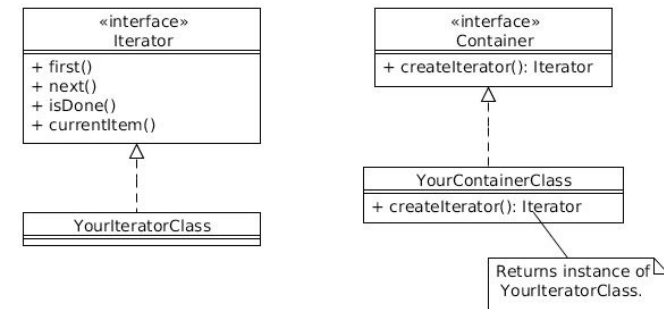 «interface»
Iterator
+ first()
+ next()
+ isDone()
+ currentItem()
YourIteratorClass
«interface»
Container
+ createIterator(): Iterator
YourContainerClass
+ createIterator(): Iterator
Returns instance of
YourIteratorClass.